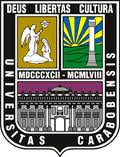 DEUS LIBERTAS CULTURA
MDCCCXCII - MCMLVIII
UNIVERSITAS CARABOBENSIS